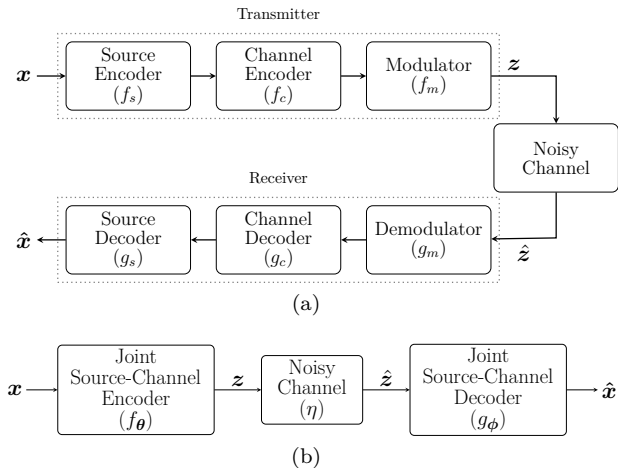 Transmitter
x
Source
Encoder
(f_s)
Channel
Encoder
(f_c)
Modulator
(f_m)
z
Noisy
Channel
Receiver
x̂
Source
Decoder
(g_s)
Channel
Decoder
(g_c)
Demodulator
(g_m)
ẑ
(a)
x
Joint
Source-Channel
Encoder
(f_θ)
z
Noisy
Channel
(η)
ẑ
Joint
Source-Channel
Decoder
(g_ϕ)
x̂
(b)